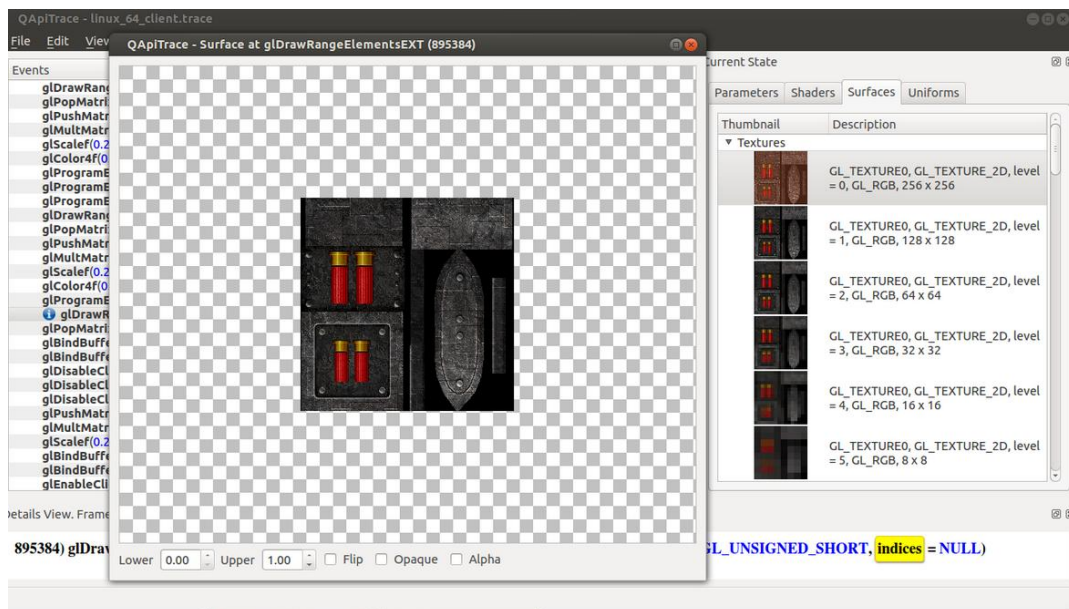 QApiTrace - linux_64_client.trace
File Edit View
QApiTrace - Surface at glDrawRangeElementsEXT (895384)
Events
glDrawRang
glPopMatri
glPushMatr
glMultMatr
glScalef(0.2
glColor4f(0
glProgramE
glProgramE
glProgramE
glDrawRang
glPopMatri
glPushMatr
glMultMatr
glScalef(0.2
glColor4f(0
glProgramE
glDrawR
glPopMatri
glBindBuffe
glBindBuffe
glDisableCl
glDisableCl
glDisableCl
glPushMatr
glMultMatr
glScalef(0.2
glBindBuffe
glBindBuffe
glEnableCli
Lower 0.00 Upper 1.00 Flip Opaque Alpha
Current State
Parameters Shaders Surfaces Uniforms
Thumbnail Description
Textures
GL_TEXTURE0, GL_TEXTURE_2D, level
= 0, GL_RGB, 256 x 256
GL_TEXTURE0, GL_TEXTURE_2D, level
= 1, GL_RGB, 128 x 128
GL_TEXTURE0, GL_TEXTURE_2D, level
= 2, GL_RGB, 64 x 64
GL_TEXTURE0, GL_TEXTURE_2D, level
= 3, GL_RGB, 32 x 32
GL_TEXTURE0, GL_TEXTURE_2D, level
= 4, GL_RGB, 16 x 16
GL_TEXTURE0, GL_TEXTURE_2D, level
= 5, GL_RGB, 8 x 8
Details View. Frame
895384) glDraw GL_UNSIGNED_SHORT, indices = NULL)